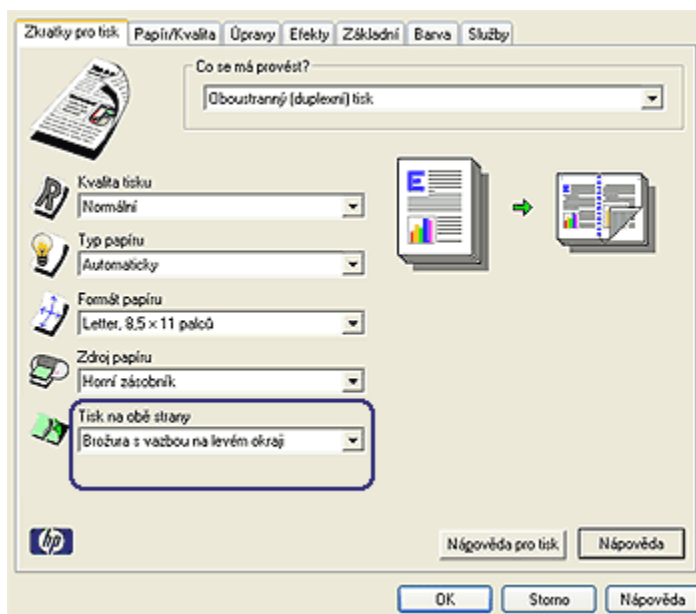 Zkratky pro tisk Papír/Kvalita Úpravy Efekty Základní Barva Služby
Co se má provést?
Oboustranný (duplexní) tisk
Kvalita tisku
Normální
Typ papíru
Automaticky
Formát papíru
Letter, 8,5 × 11 palců
Zdroj papíru
Horní zásobník
Tisk na obě strany
Brožura s vazbou na levém okraji
hp
Nápověda pro tisk Nápověda
OK Storno Nápověda
E